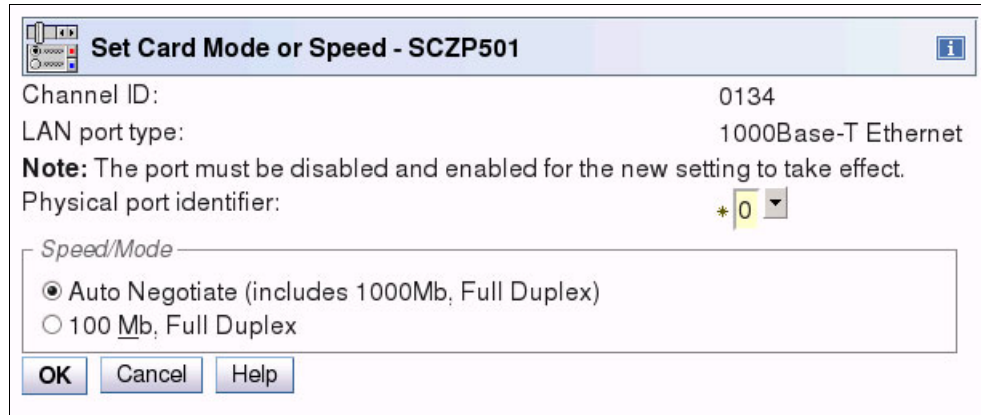 Set Card Mode or Speed - SCZP501
Channel ID: 0134
LAN port type: 1000Base-T Ethernet
Note: The port must be disabled and enabled for the new setting to take effect.
Physical port identifier: * 0
Speed/Mode
Auto Negotiate (includes 1000Mb, Full Duplex)
100 Mb, Full Duplex
OK Cancel Help